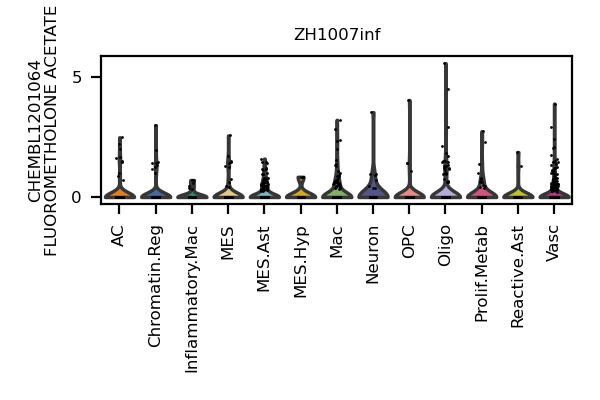 ZH1007inf
CHEMBL1201064
FLUOROMETHOLONE ACETATE
5
0
AC
Chromatin.Reg
Inflammatory.Mac
MES
MES.Ast
MES.Hyp
Mac
Neuron
OPC
Oligo
Prolif.Metab
Reactive.Ast
Vasc